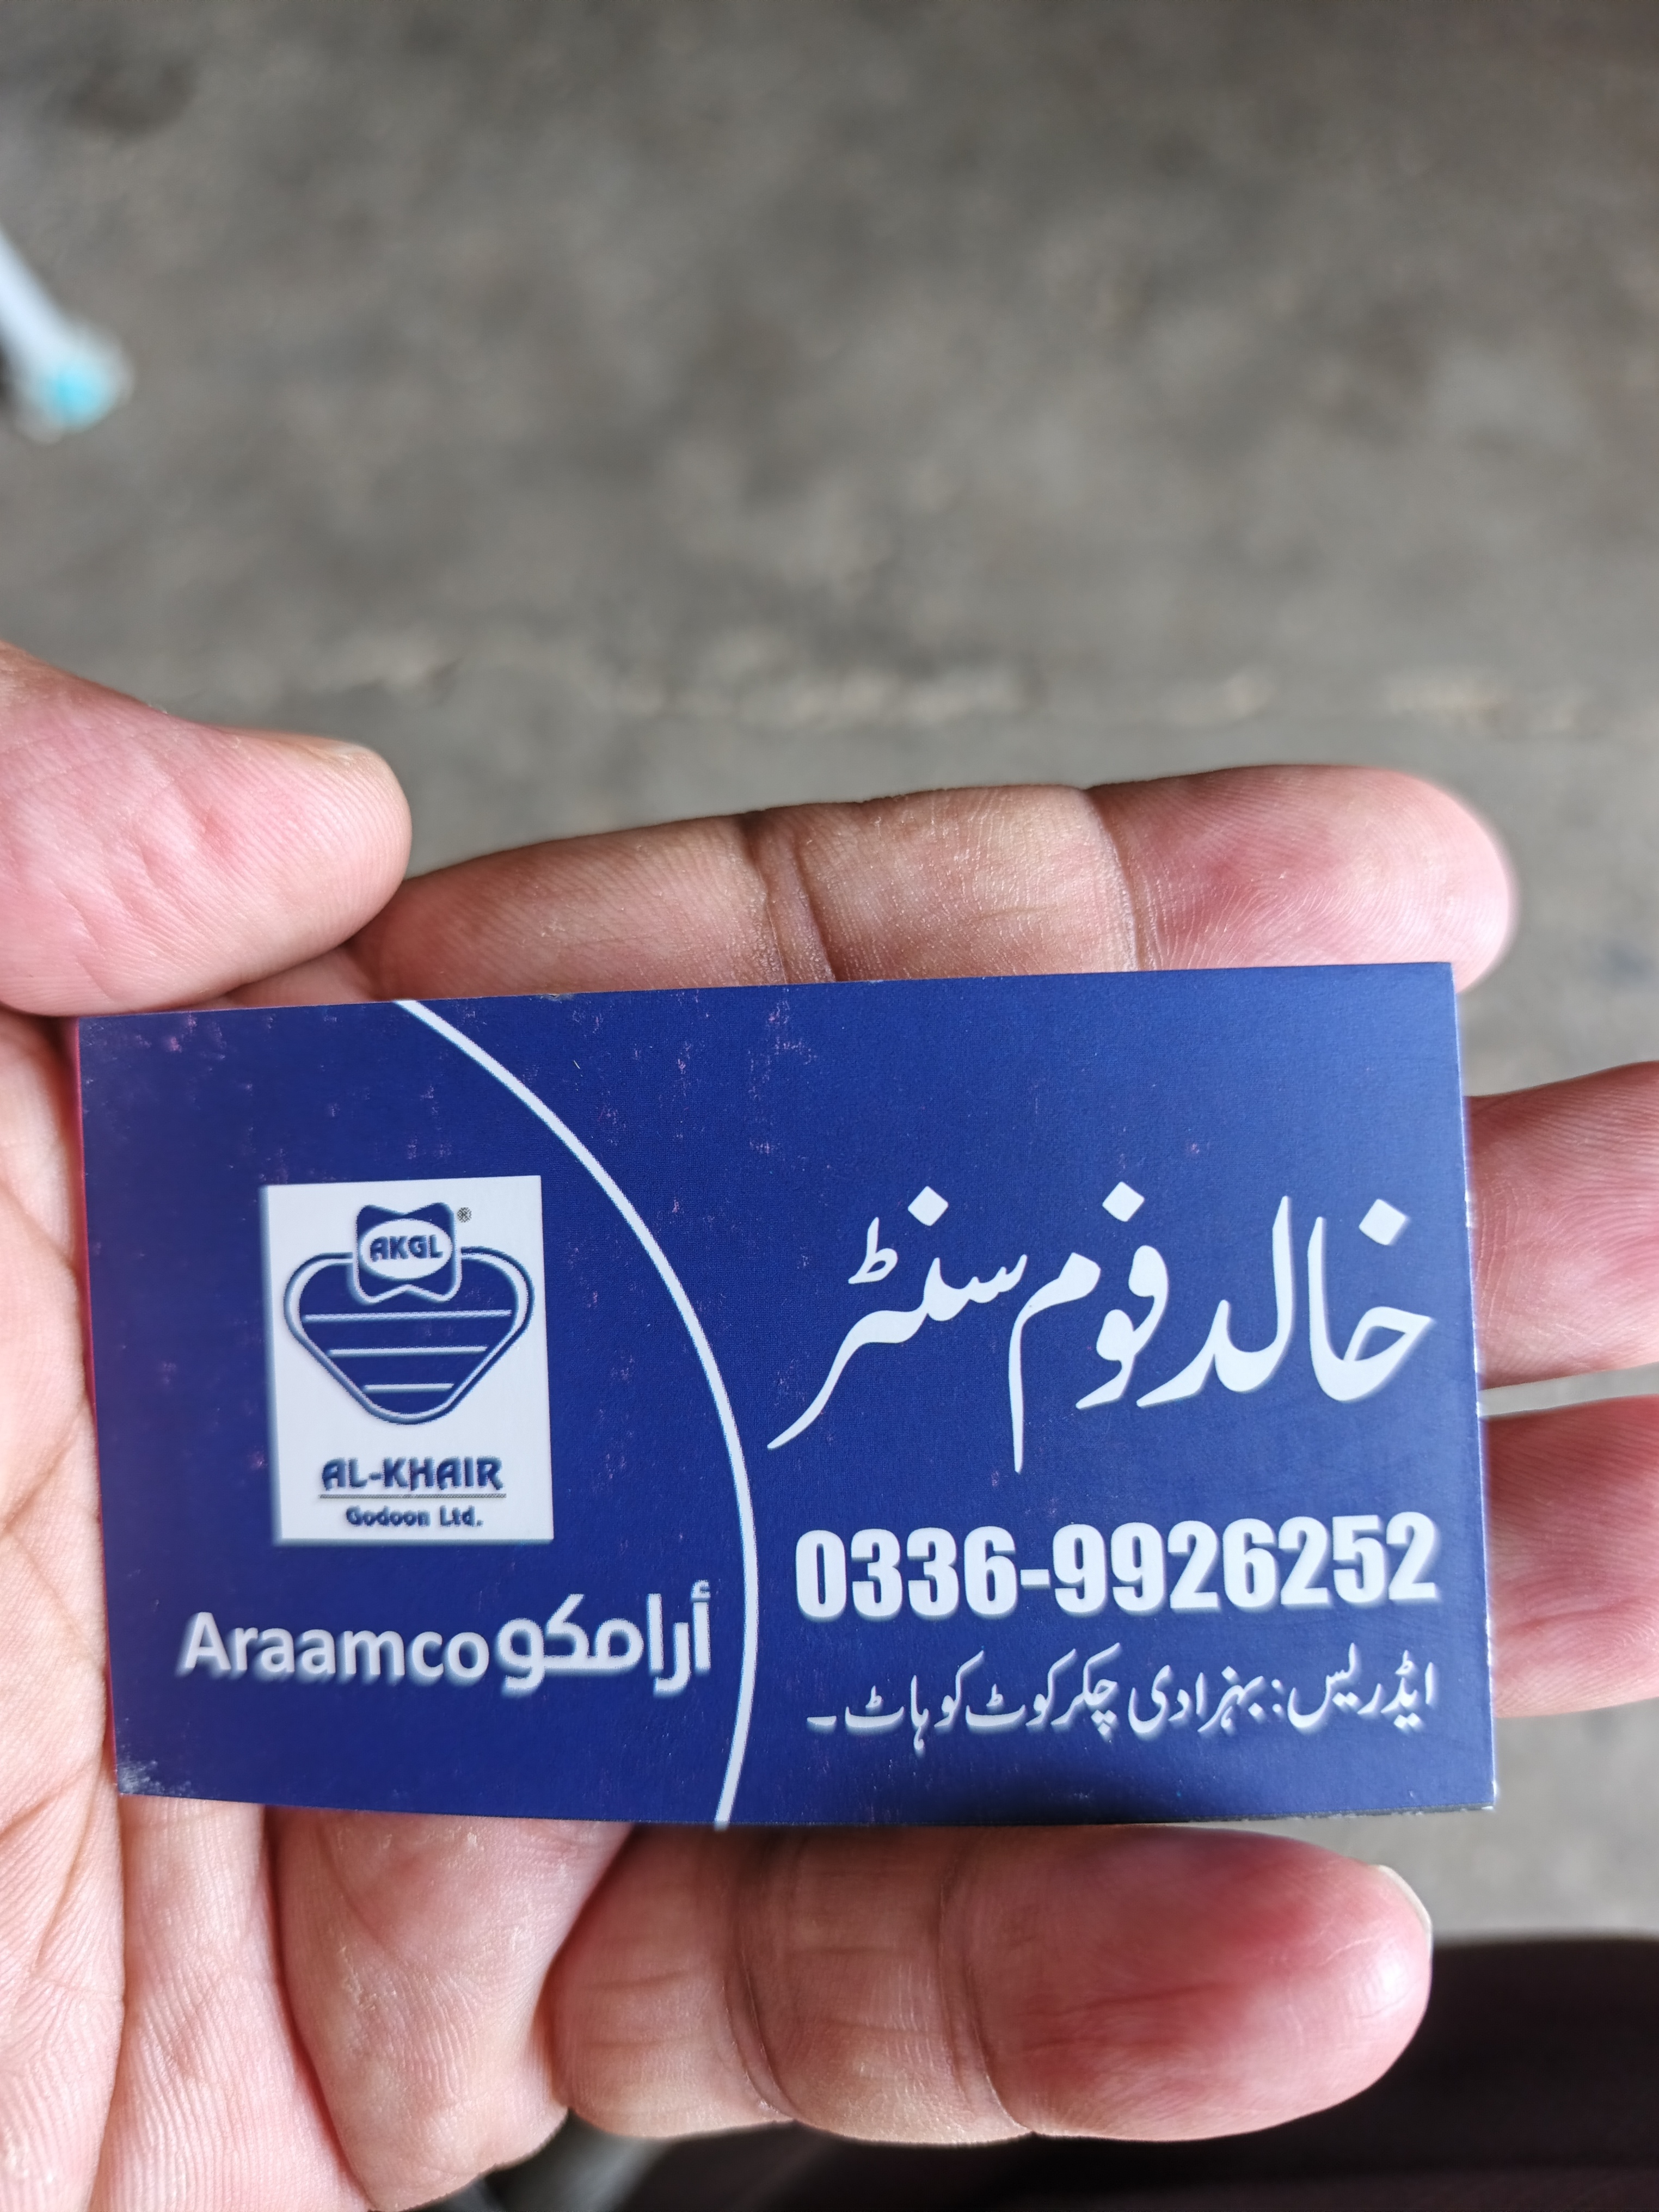 AKGL ®
AL-KHAIR
Godoon Ltd.
Araamco أرامكو
خالد فوم سنٹر
0336-9926252
ایڈریس: بہزادی چکر کوٹ کوہاٹ۔